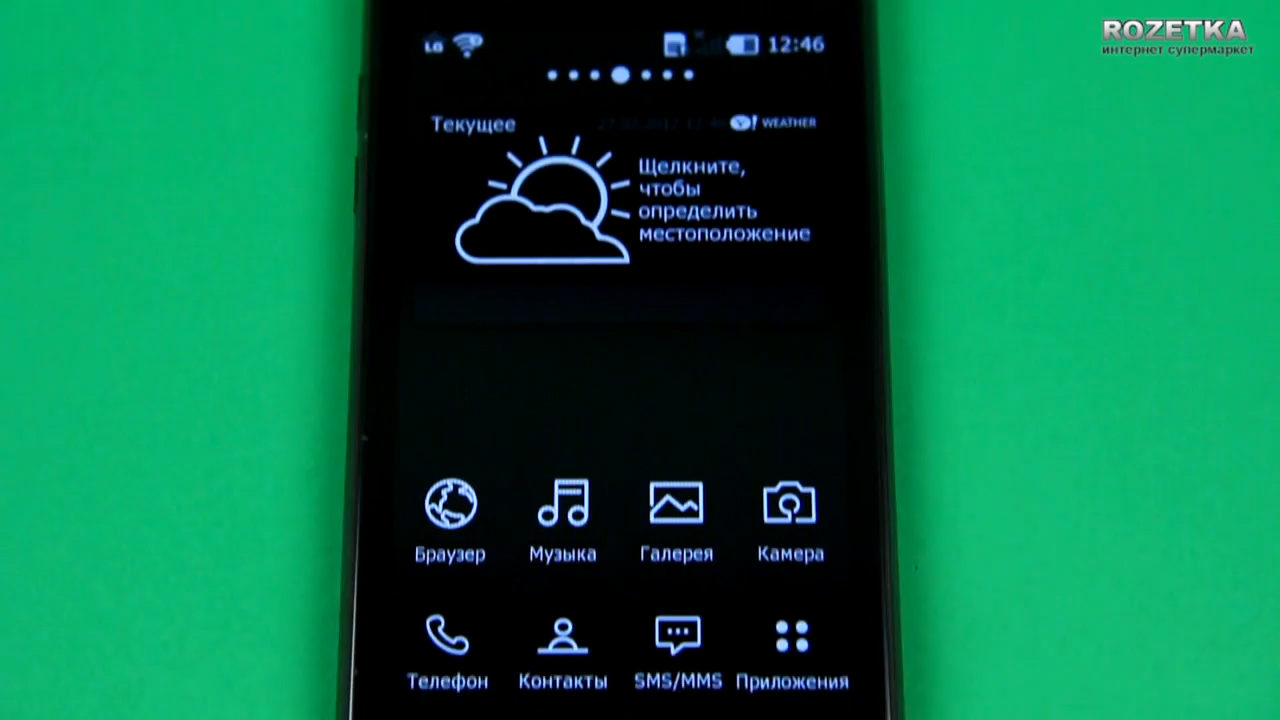 ROZETKA
интернет супермаркет
LG
12:46
Текущее
WEATHER
Щелкните,
чтобы
определить
местоположение
Браузер
Музыка
Галерея
Камера
Телефон
Контакты
SMS/MMS
Приложения